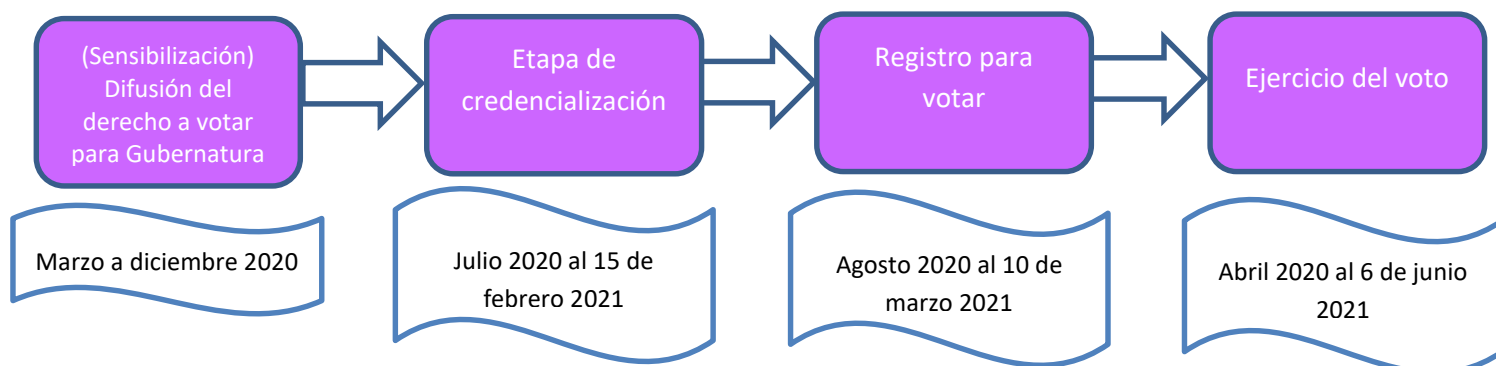 (Sensibilización)
Difusión del
derecho a votar
para Gubernatura
Etapa de
credencialización
Registro para
votar
Ejercicio del voto
Marzo a diciembre 2020
Julio 2020 al 15 de
febrero 2021
Agosto 2020 al 10 de
marzo 2021
Abril 2020 al 6 de junio
2021